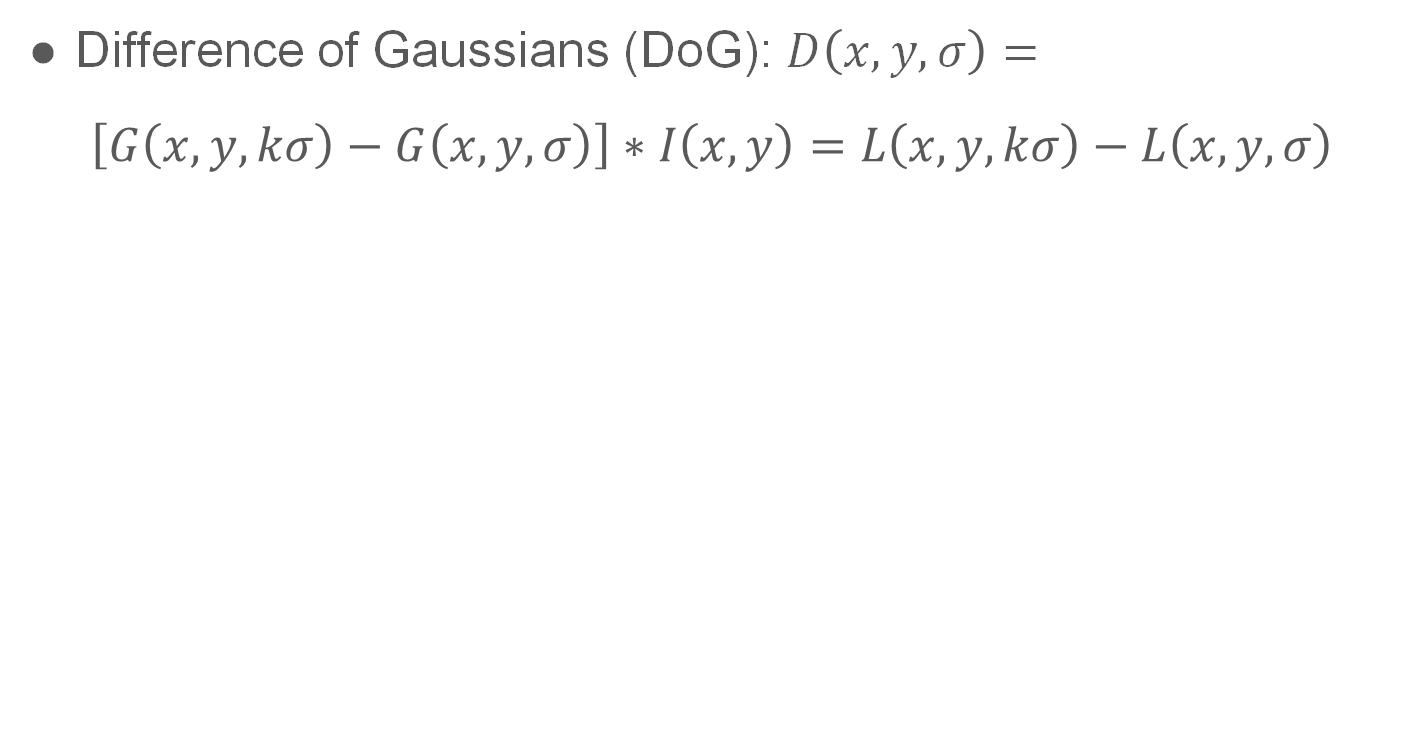 ● Difference of Gaussians (DoG): D(x, y, σ) =
[G(x, y, kσ) − G(x, y, σ)] ∗ I(x, y) = L(x, y, kσ) − L(x, y, σ)